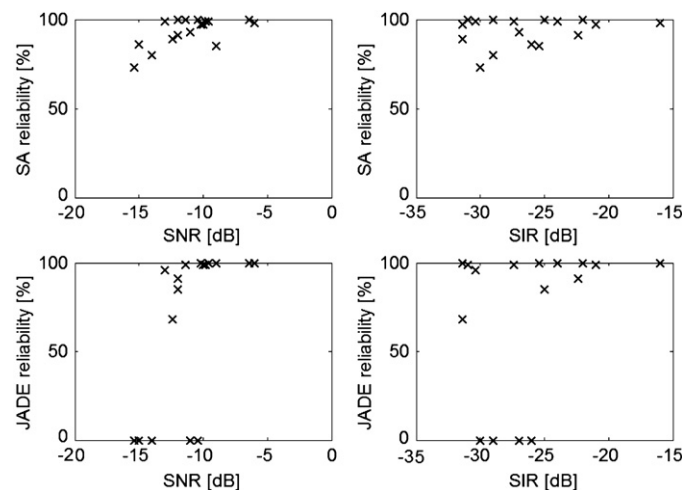 100
50
0
SA reliability [%]
-20 -15 -10 -5 0
SNR [dB]
100
50
0
SA reliability [%]
-35 -30 -25 -20 -15
SIR [dB]
100
50
0
JADE reliability [%]
-20 -15 -10 -5 0
SNR [dB]
100
50
0
JADE reliability [%]
-35 -30 -25 -20 -15
SIR [dB]